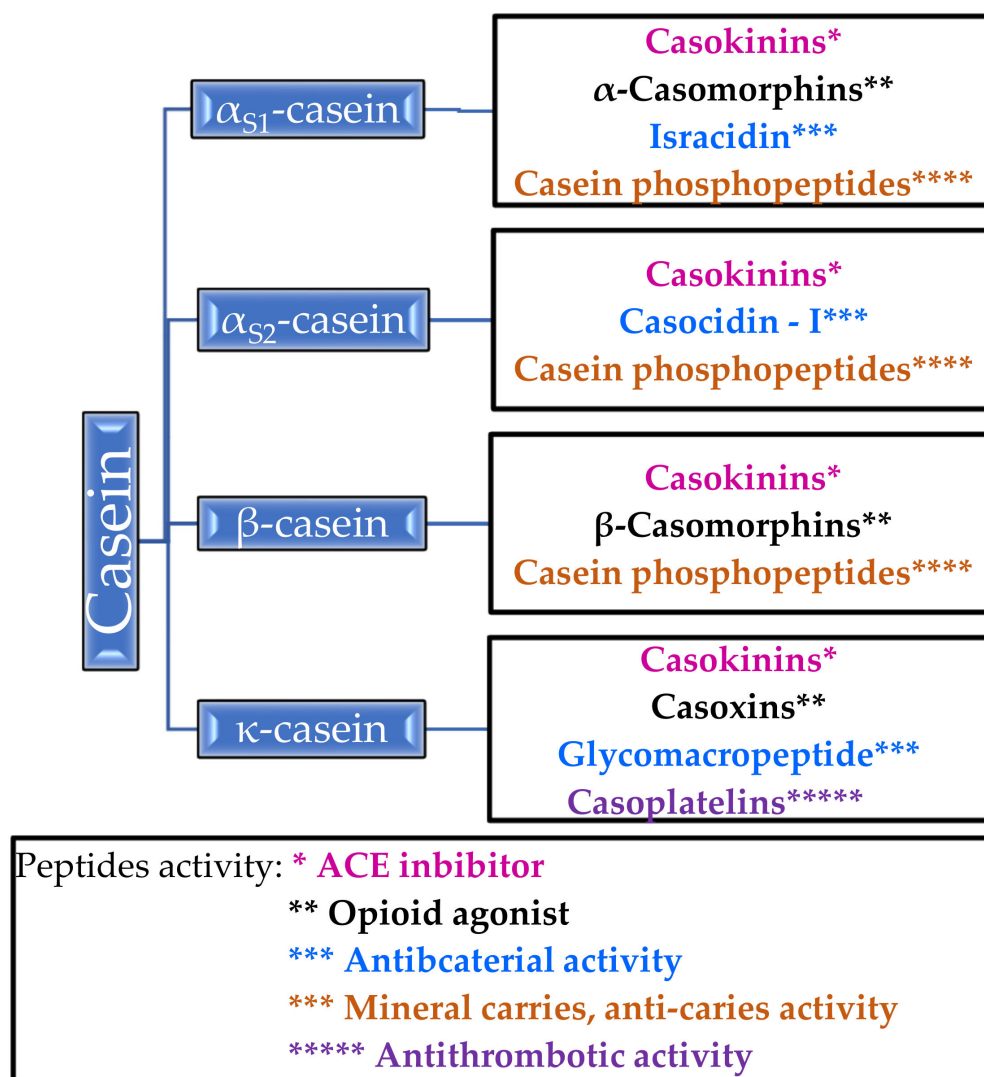 Casein
αS1-casein
Casokinins*
α-Casomorphins**
Isracidin***
Casein phosphopeptides****
αS2-casein
Casokinins*
Casocidin - I***
Casein phosphopeptides****
β-casein
Casokinins*
β-Casomorphins**
Casein phosphopeptides****
κ-casein
Casokinins*
Casoxins**
Glycomacropeptide***
Casoplatelins*****
Peptides activity: * ACE inbibitor
** Opioid agonist
*** Antibcaterial activity
*** Mineral carries, anti-caries activity
***** Antithrombotic activity